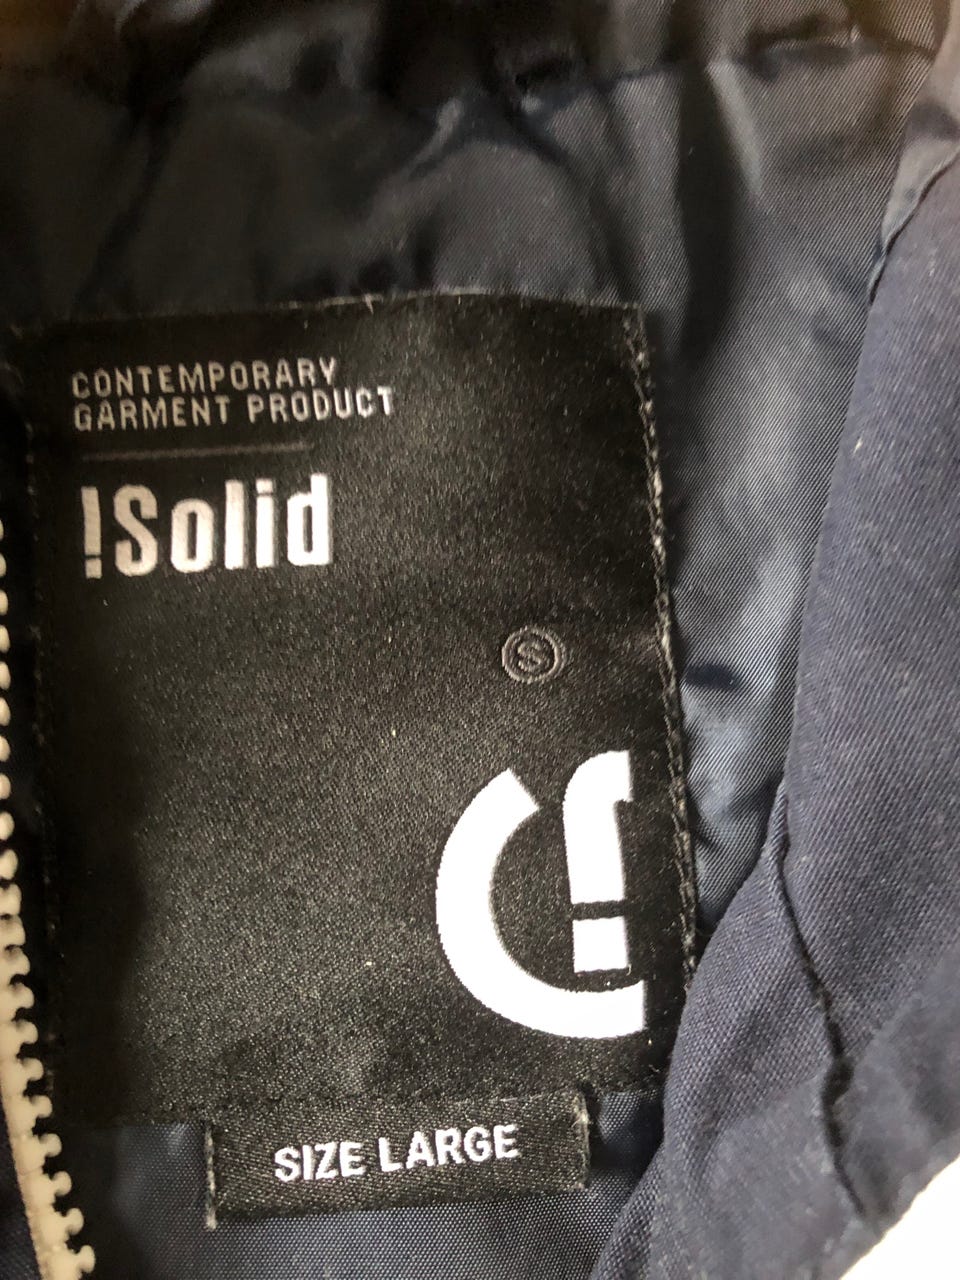 CONTEMPORARY
GARMENT PRODUCT
!Solid
S
SIZE LARGE